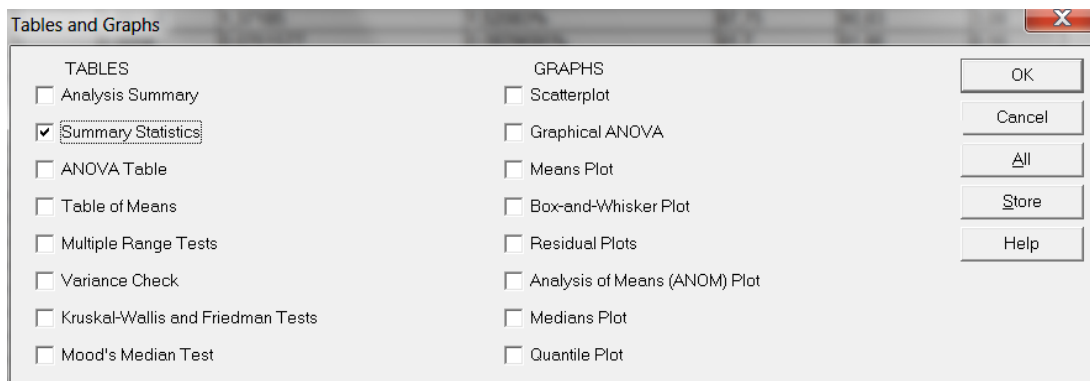 Tables and Graphs
TABLES
Analysis Summary
Summary Statistics
ANOVA Table
Table of Means
Multiple Range Tests
Variance Check
Kruskal-Wallis and Friedman Tests
Mood's Median Test
GRAPHS
Scatterplot
Graphical ANOVA
Means Plot
Box-and-Whisker Plot
Residual Plots
Analysis of Means (ANOM) Plot
Medians Plot
Quantile Plot
OK
Cancel
All
Store
Help